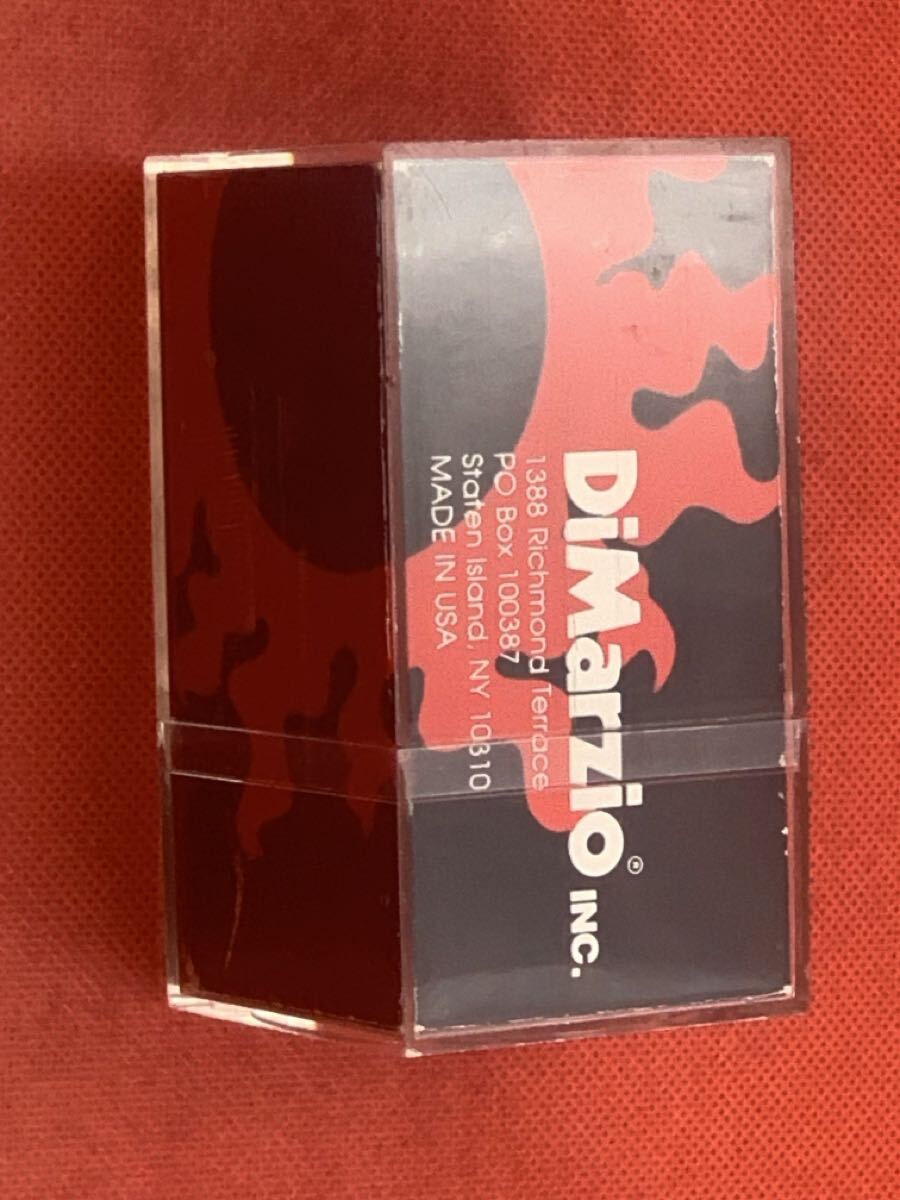 DiMarzio® INC.
1388 Richmond Terrace
PO Box 100387
Staten Island, NY 10310
MADE IN USA